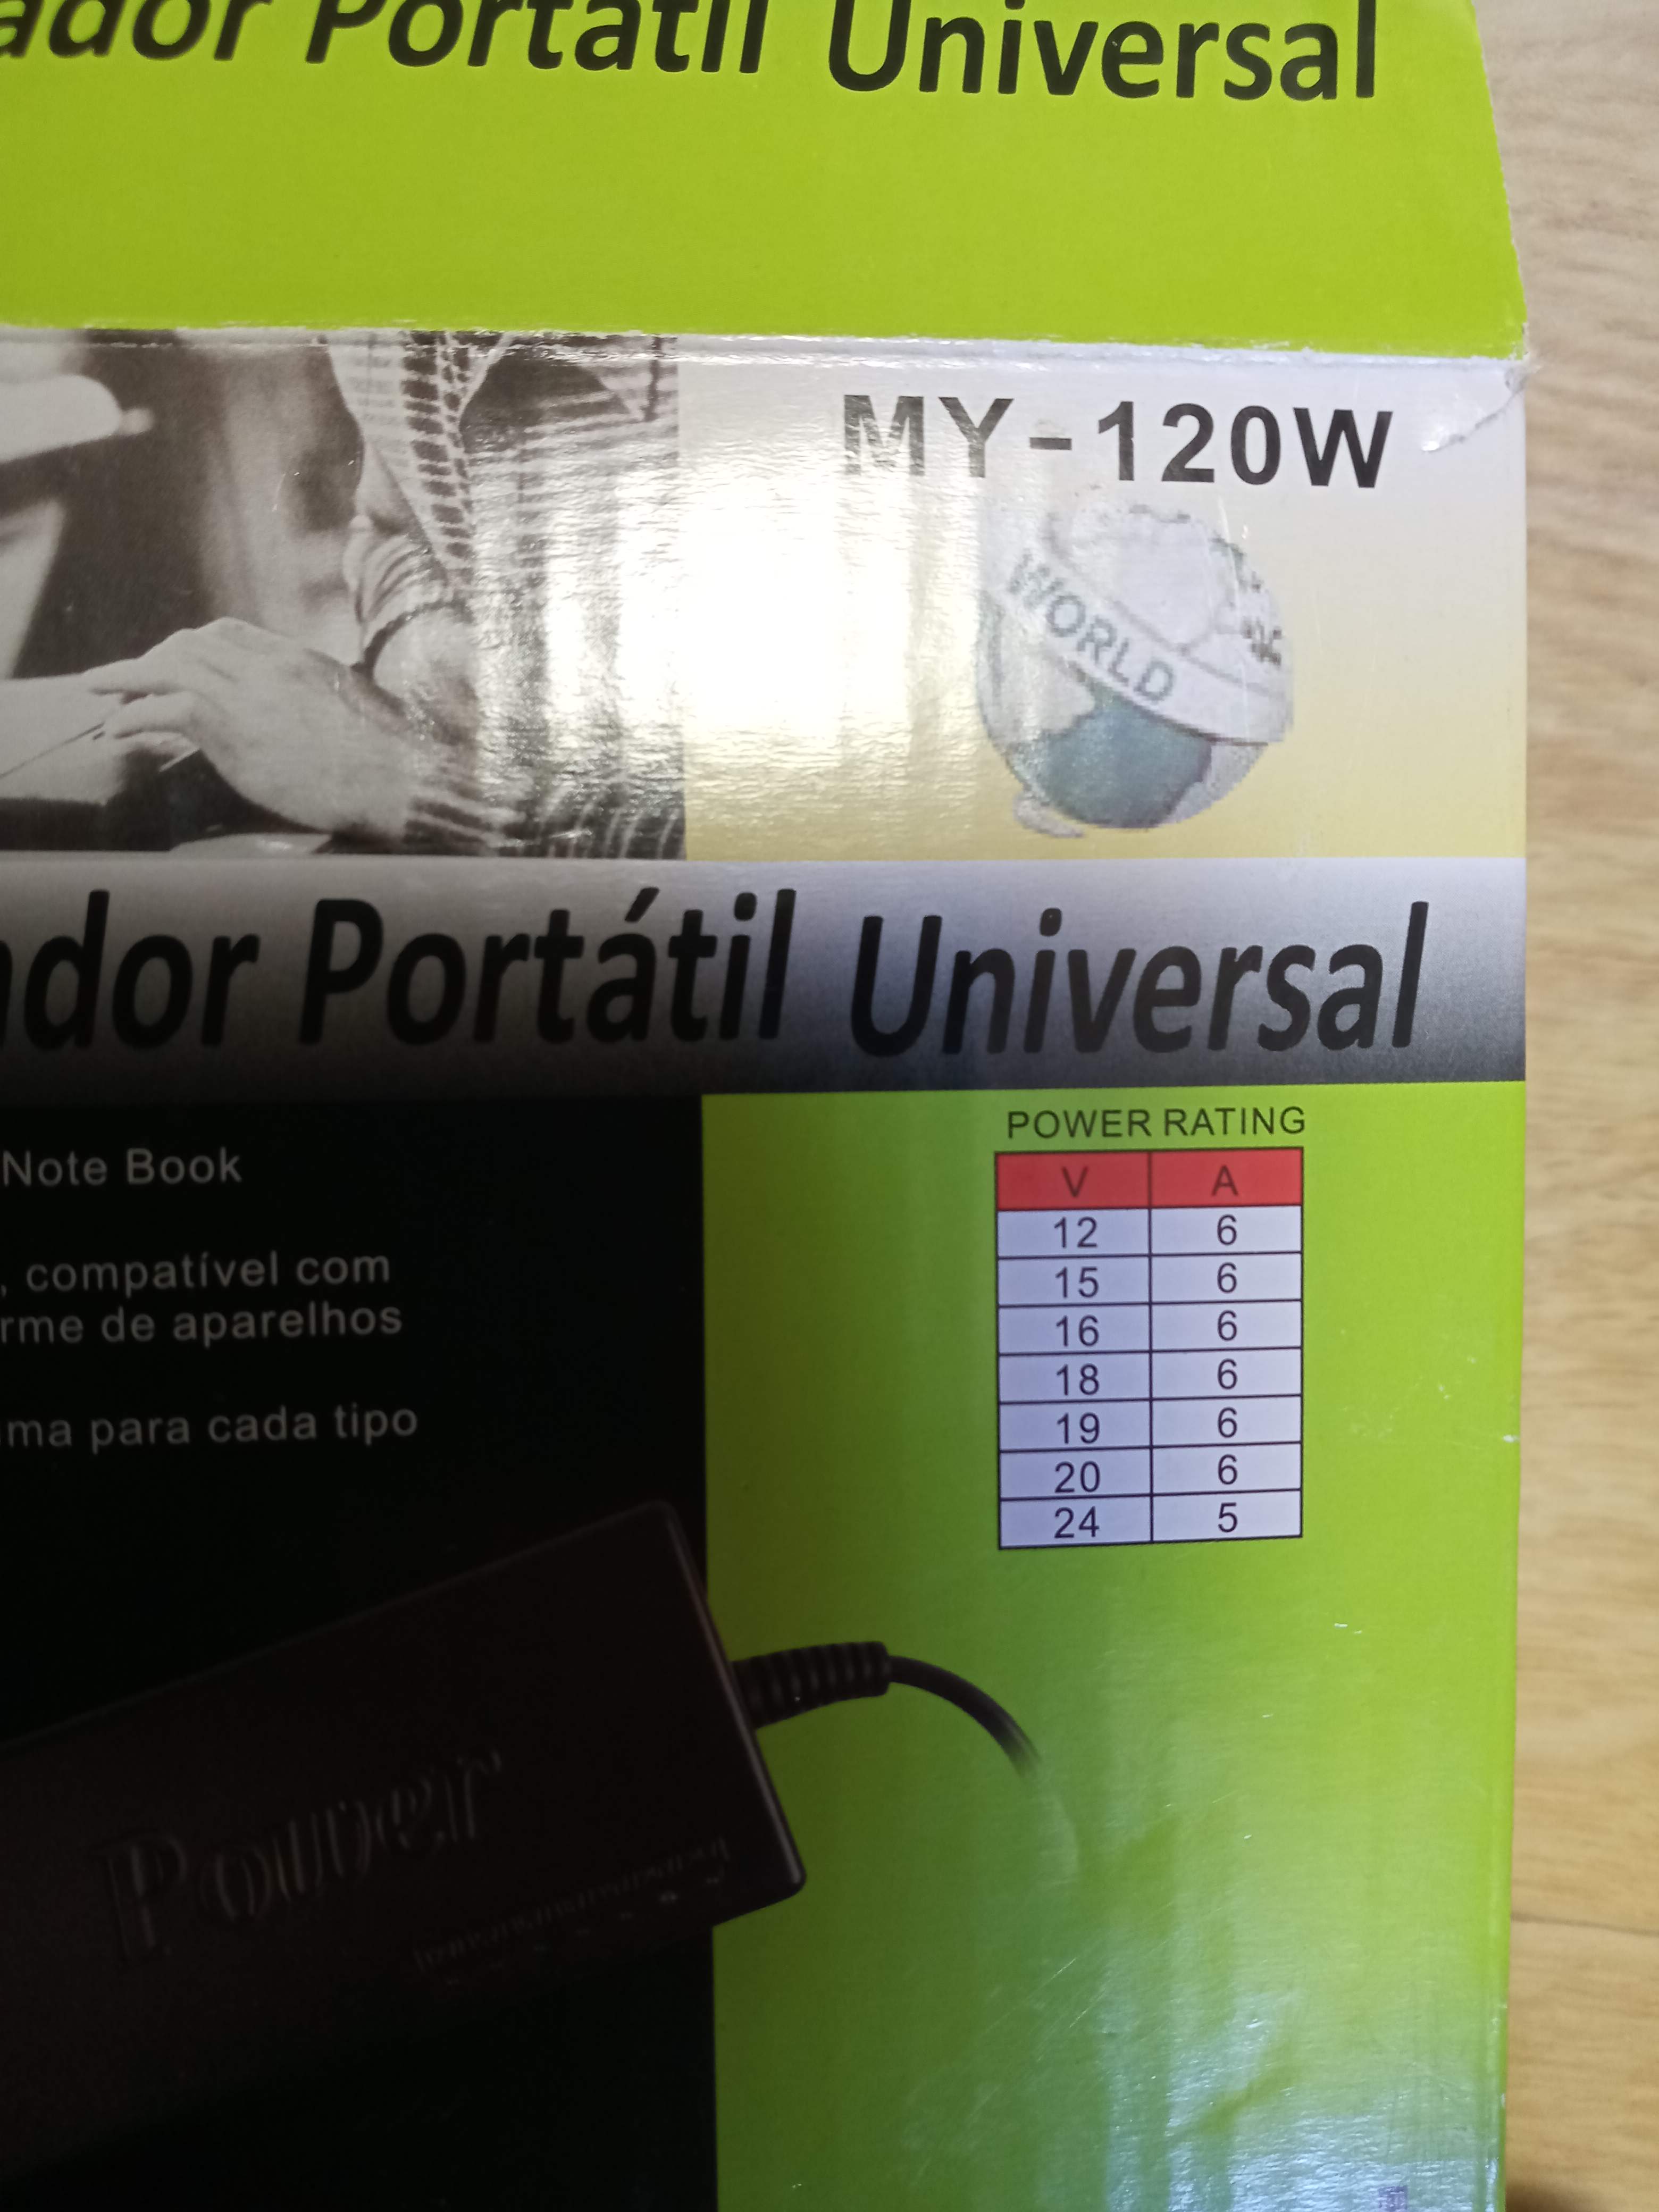 ador Portátil Universal
MY-120W
WORLD
ador Portátil Universal
Note Book
, compatível com
rme de aparelhos
ma para cada tipo
POWER RATING
V A
12 6
15 6
16 6
18 6
19 6
20 6
24 5
Power